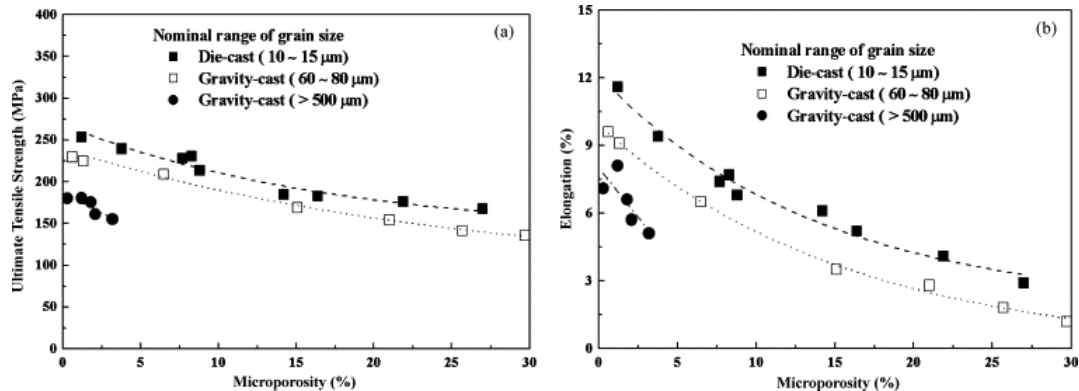 400
350
300
250
200
150
100
50
0
Ultimate Tensile Strength (MPa)
(a)
Nominal range of grain size
Die-cast ( 10 ~ 15 μm)
Gravity-cast ( 60 ~ 80 μm)
Gravity-cast ( > 500 μm)
0 5 10 15 20 25 30
Microporosity (%)
15
12
9
6
3
0
Elongation (%)
(b)
Nominal range of grain size
Die-cast ( 10 ~ 15 μm)
Gravity-cast ( 60 ~ 80 μm)
Gravity-cast ( > 500 μm)
0 5 10 15 20 25 30
Microporosity (%)